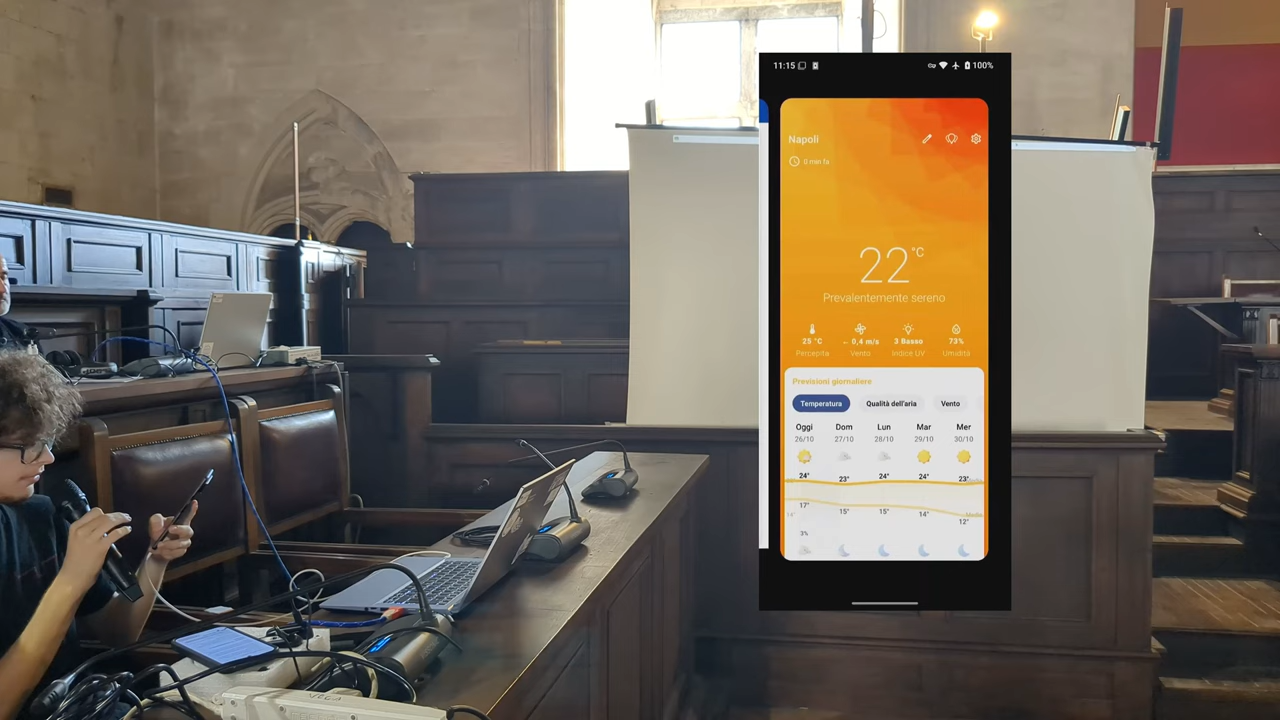 11:15 100%
Napoli
0 min fa
22°C
Prevalentemente sereno
25 °C ← 0,4 m/s 3 Basso 73%
Percepita Vento Indice UV Umidità
Previsioni giornaliere
Temperatura Qualità dell'aria Vento
Oggi Dom Lun Mar Mer
26/10 27/10 28/10 29/10 30/10
24° 23° 24° 24° 23°
17° 15° 15° 14° 12°
3%